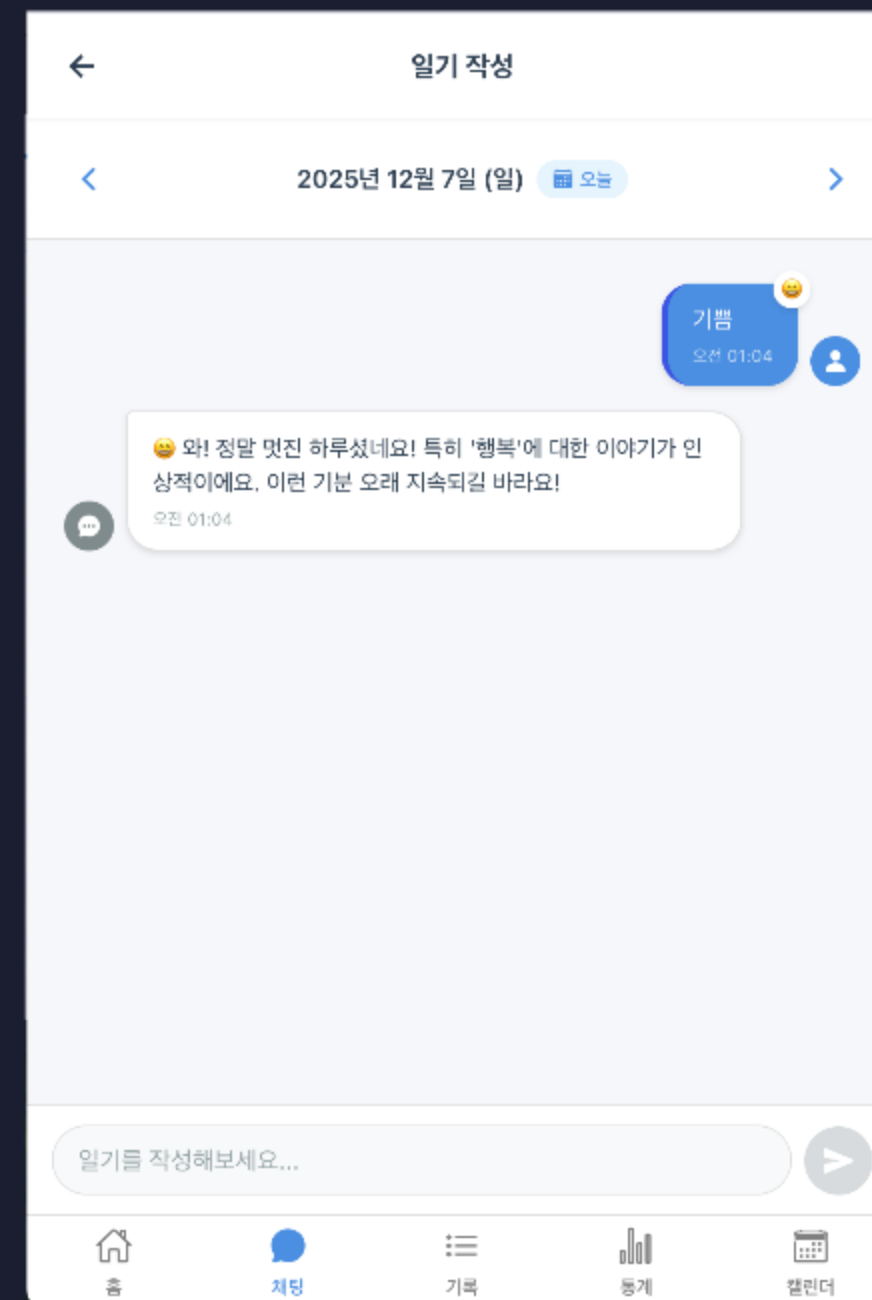 일기 작성
2025년 12월 7일 (일) 오늘
기쁨
오전 01:04
와! 정말 멋진 하루셨네요! 특히 '행복'에 대한 이야기가 인
상적이에요. 이런 기분 오래 지속되길 바라요!
오전 01:04
일기를 작성해보세요...
홈 채팅 기록 통계 캘린더